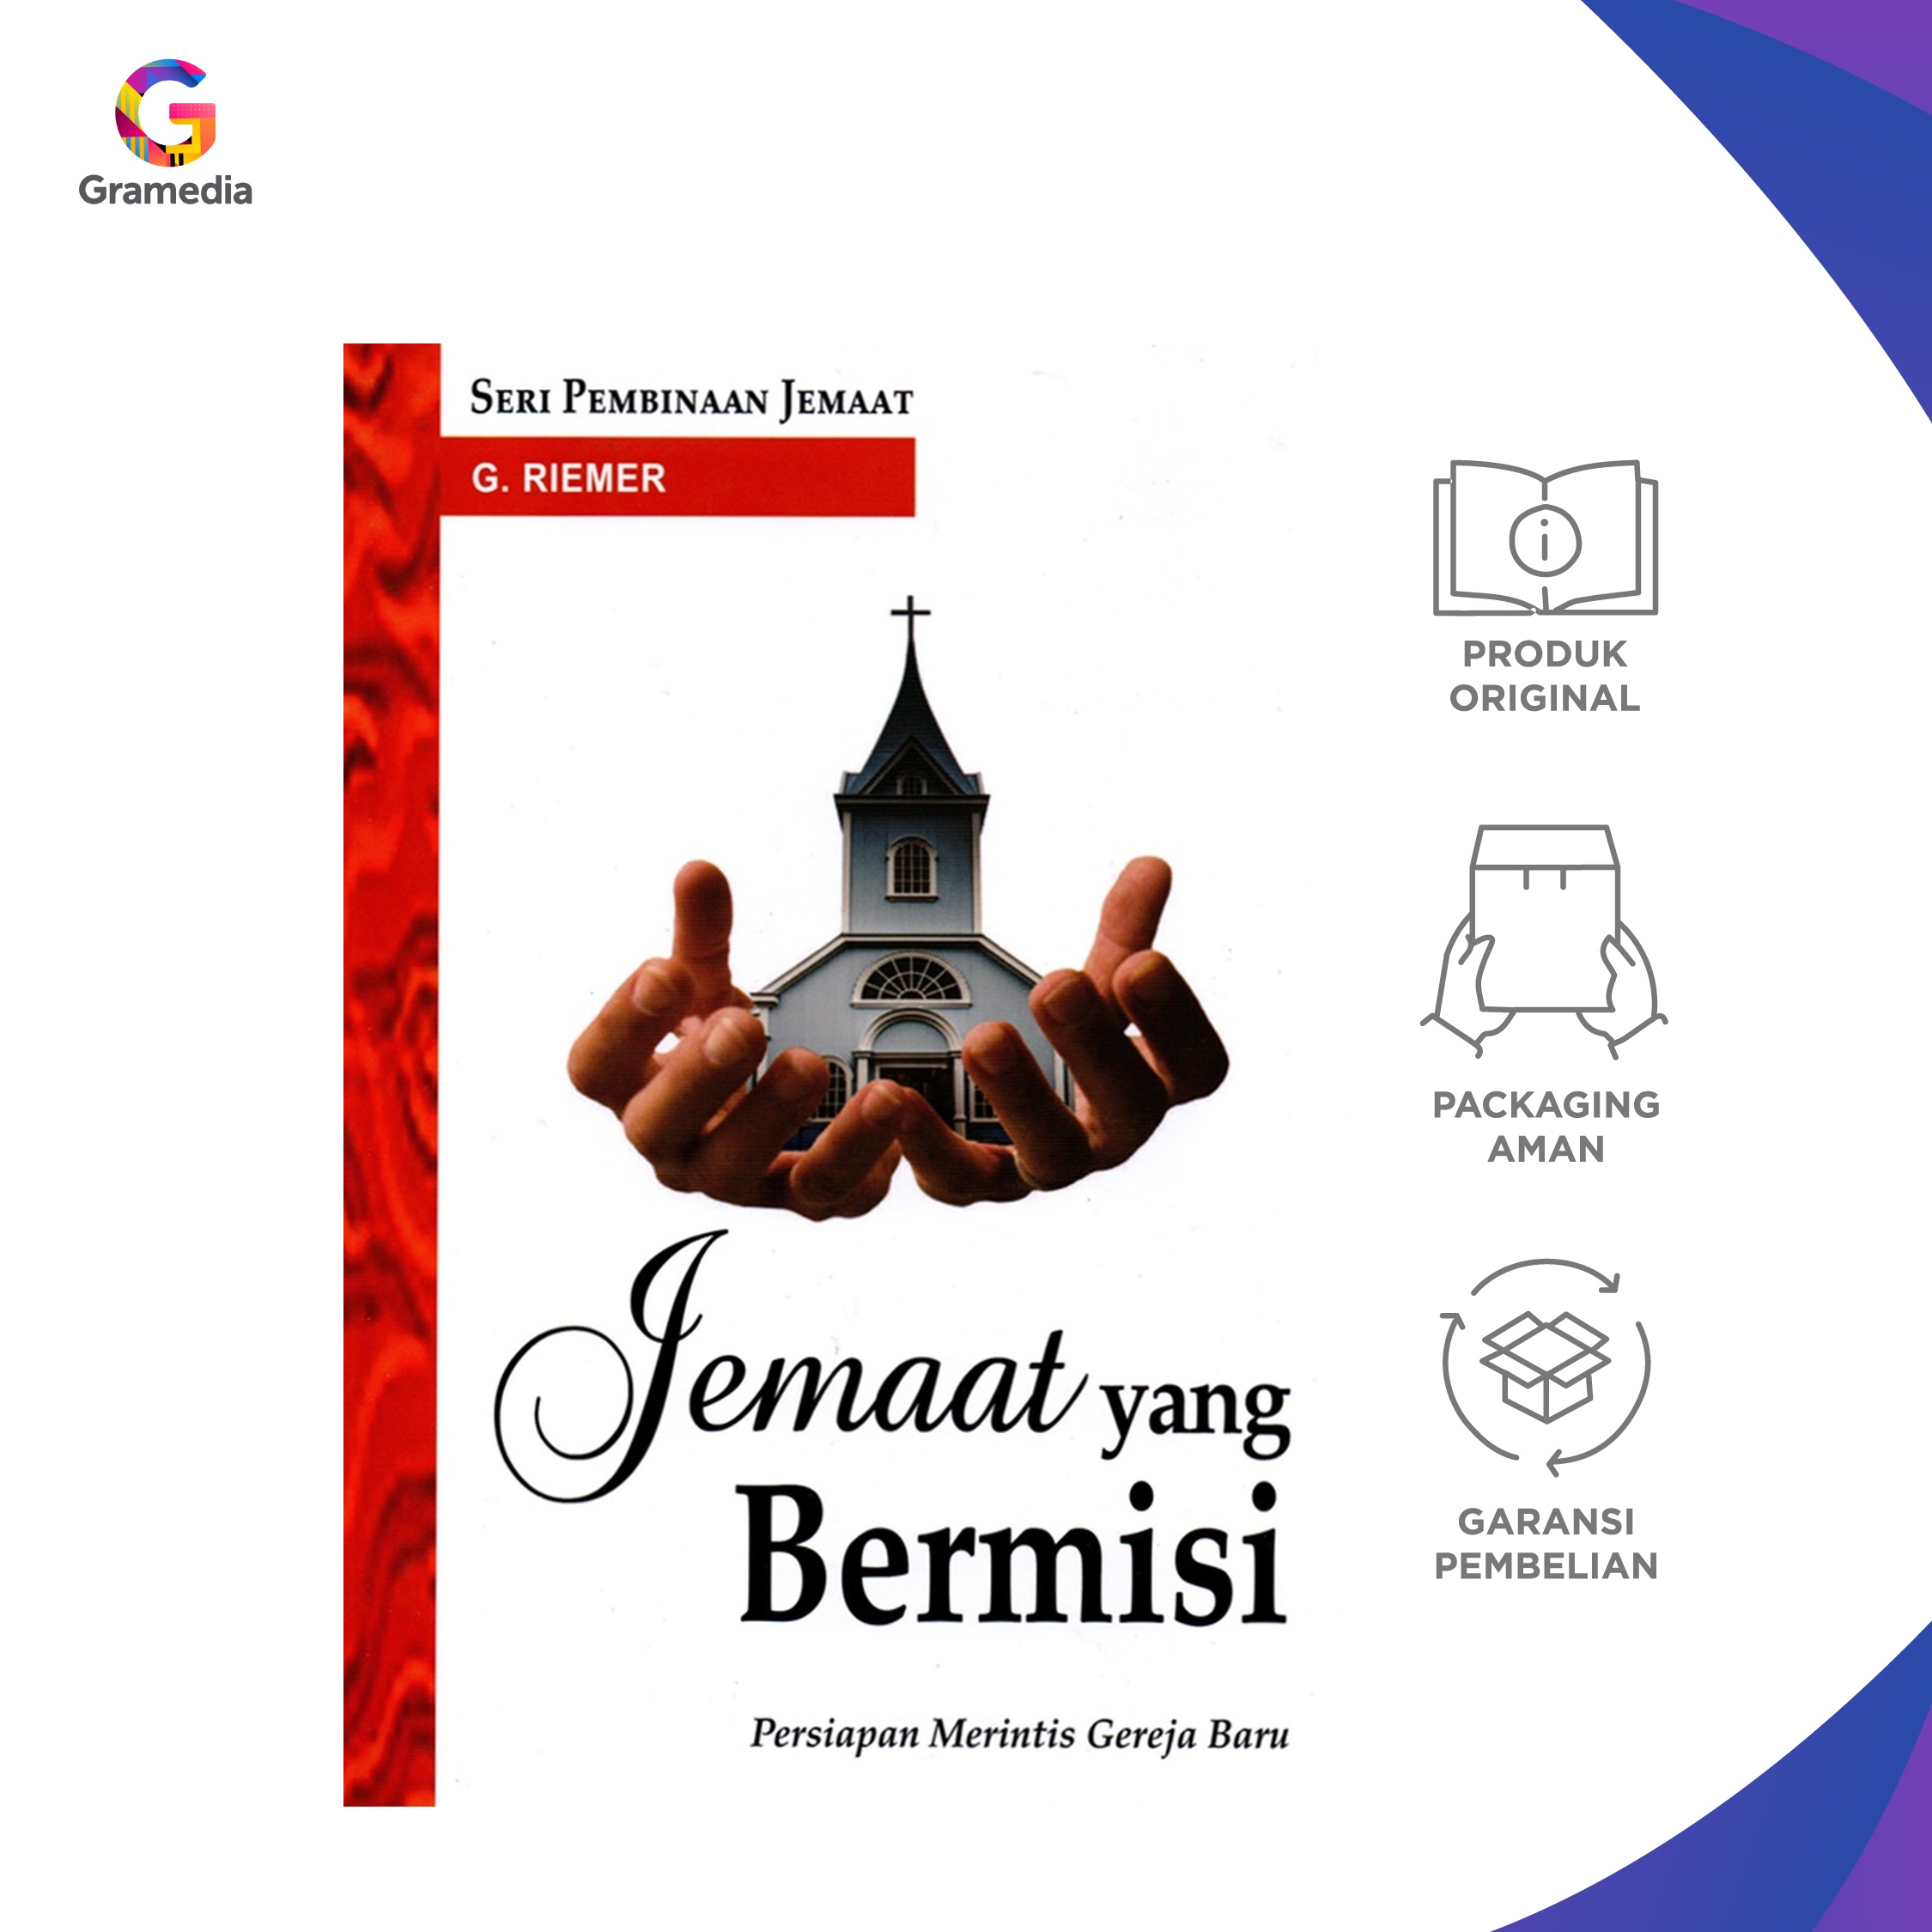 Gramedia
SERI PEMBINAAN JEMAAT
G. RIEMER
Jemaat yang
Bermisi
Persiapan Merintis Gereja Baru
PRODUK
ORIGINAL
PACKAGING
AMAN
GARANSI
PEMBELIAN